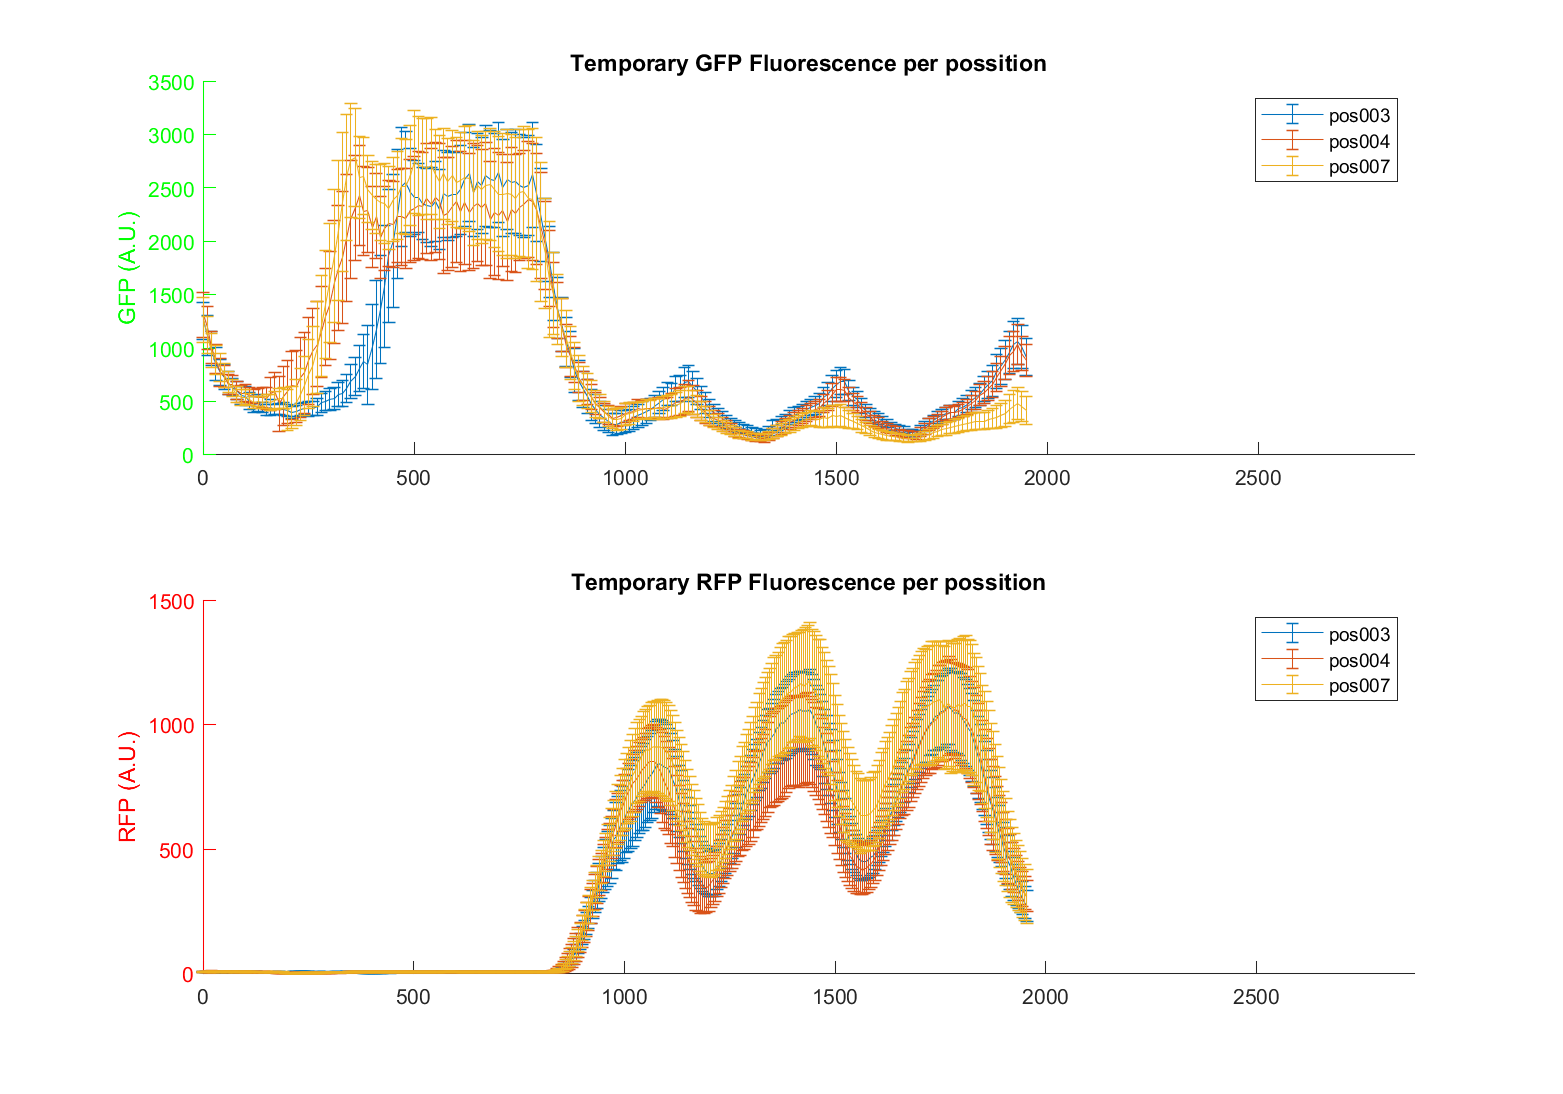 Temporary GFP Fluorescence per possition
3500
3000
2500
2000
1500
1000
500
0
GFP (A.U.)
0 500 1000 1500 2000 2500
pos003
pos004
pos007
Temporary RFP Fluorescence per possition
1500
1000
500
0
RFP (A.U.)
0 500 1000 1500 2000 2500
pos003
pos004
pos007